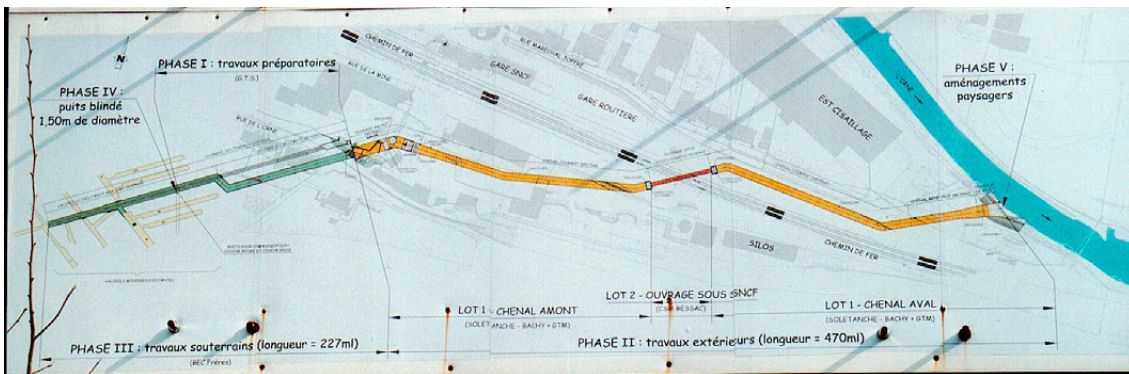 PHASE I : travaux préparatoires
(G.T.S.)
PHASE IV :
puits blindé
1,50m de diamètre
N
RUE DE L'ORNE
RUE DE LA MINE
CHEMIN DE FER
GARE SNCF
RUE MARECHAL JOFFRE
GARE ROUTIERE
EST CISAILLAGE
L'ORNE
PHASE V :
aménagements
paysagers
SILOS
CHEMIN DE FER
LOT 1 - CHENAL AMONT
(SOLETANCHE - BACHY + GTM)
LOT 2 - OUVRAGE SOUS SNCF
(CSM BESSAC)
LOT 1 - CHENAL AVAL
(SOLETANCHE - BACHY + GTM)
PHASE III : travaux souterrains (longueur = 227ml)
(BEC Frères)
PHASE II : travaux extérieurs (longueur = 470ml)